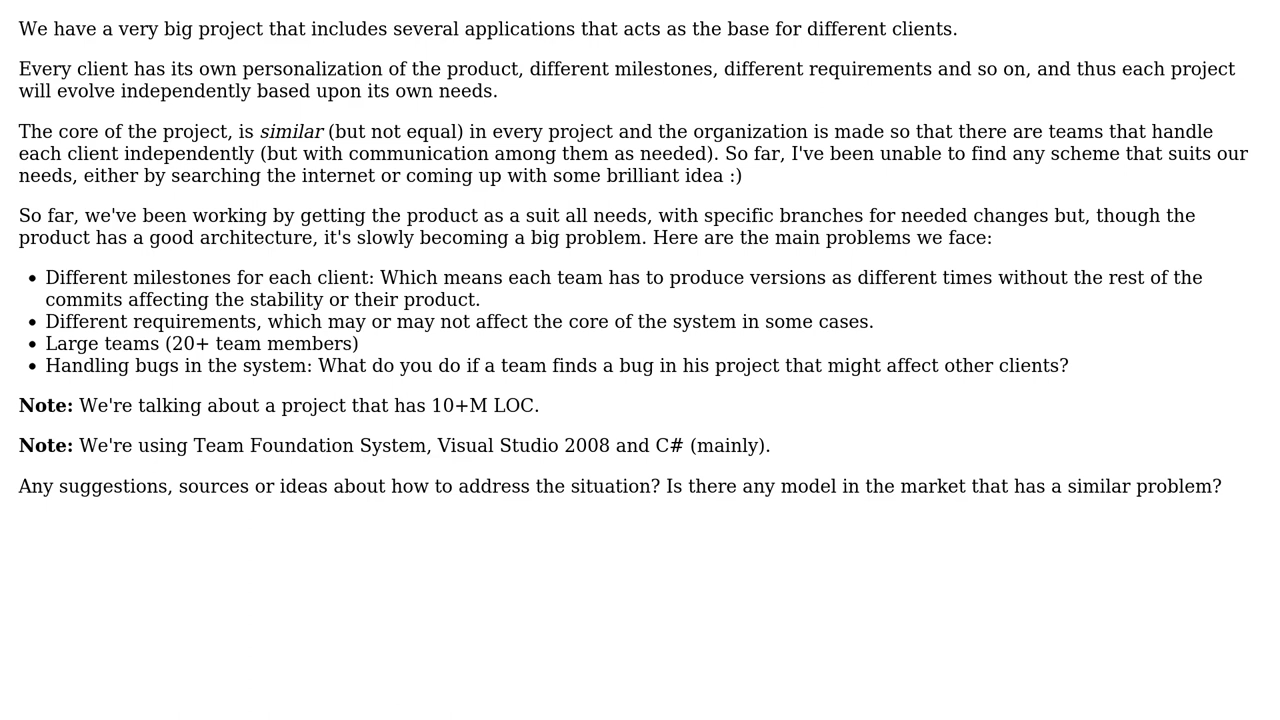 We have a very big project that includes several applications that acts as the base for different clients.
Every client has its own personalization of the product, different milestones, different requirements and so on, and thus each project
will evolve independently based upon its own needs.
The core of the project, is similar (but not equal) in every project and the organization is made so that there are teams that handle
each client independently (but with communication among them as needed). So far, I've been unable to find any scheme that suits our
needs, either by searching the internet or coming up with some brilliant idea :)
So far, we've been working by getting the product as a suit all needs, with specific branches for needed changes but, though the
product has a good architecture, it's slowly becoming a big problem. Here are the main problems we face:
• Different milestones for each client: Which means each team has to produce versions as different times without the rest of the
commits affecting the stability or their product.
• Different requirements, which may or may not affect the core of the system in some cases.
• Large teams (20+ team members)
• Handling bugs in the system: What do you do if a team finds a bug in his project that might affect other clients?
Note: We're talking about a project that has 10+M LOC.
Note: We're using Team Foundation System, Visual Studio 2008 and C# (mainly).
Any suggestions, sources or ideas about how to address the situation? Is there any model in the market that has a similar problem?